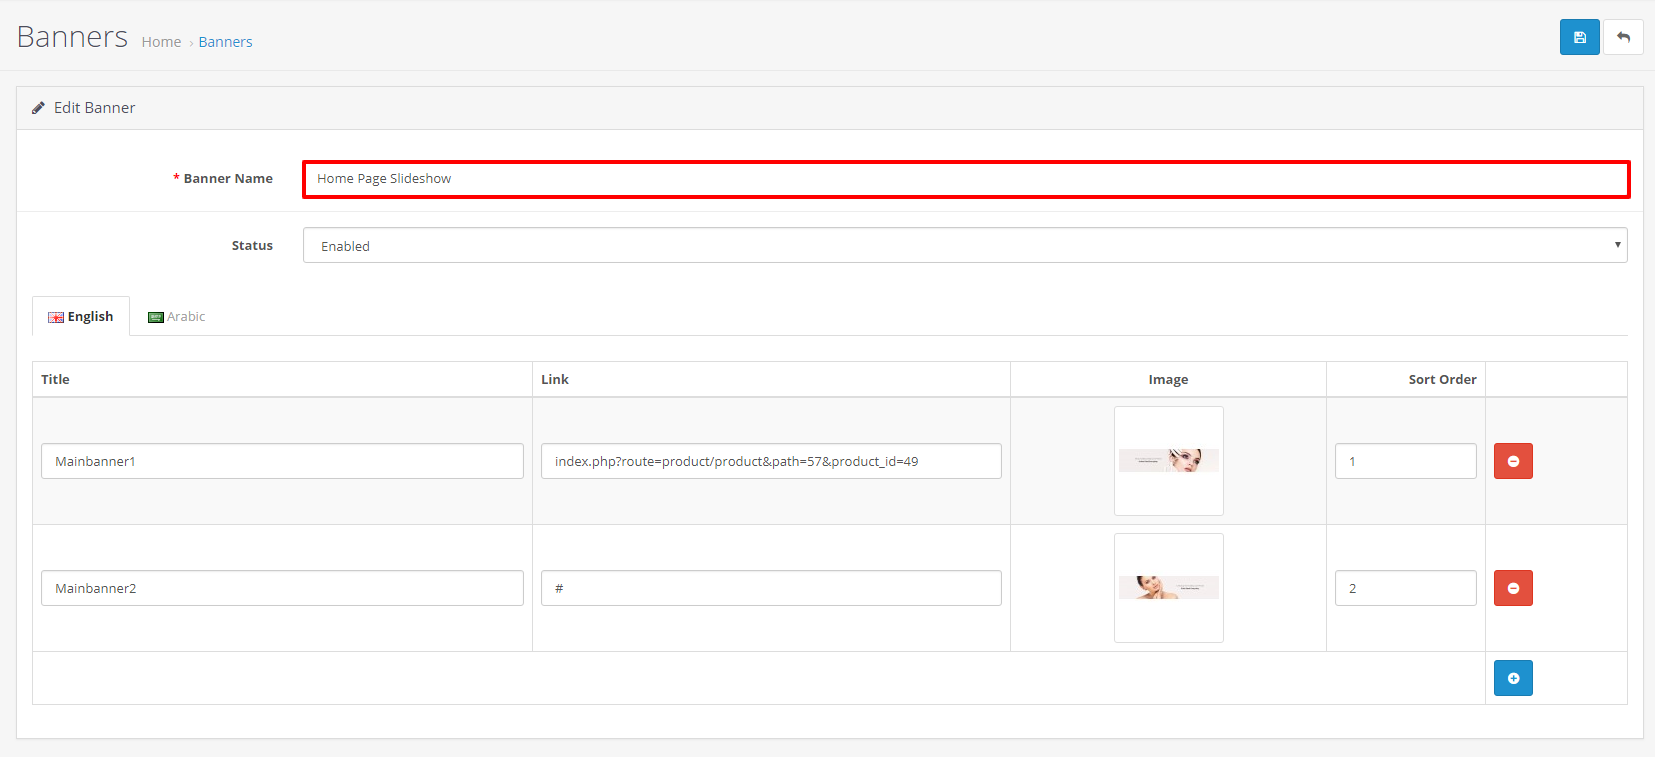 Banners Home › Banners
Edit Banner
* Banner Name Home Page Slideshow
Status Enabled
English Arabic
Title Link Image Sort Order
Mainbanner1 index.php?route=product/product&path=57&product_id=49 1
Mainbanner2 # 2